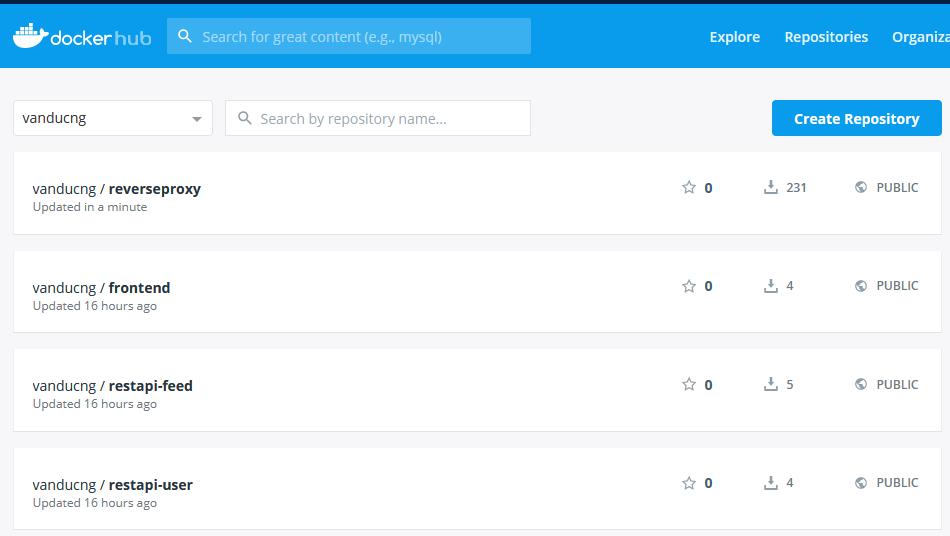 docker hub
Search for great content (e.g., mysql)
Explore
Repositories
Organiza
vanducng
Search by repository name...
Create Repository
vanducng / reverseproxy
Updated in a minute
0
231
PUBLIC
vanducng / frontend
Updated 16 hours ago
0
4
PUBLIC
vanducng / restapi-feed
Updated 16 hours ago
0
5
PUBLIC
vanducng / restapi-user
Updated 16 hours ago
0
4
PUBLIC